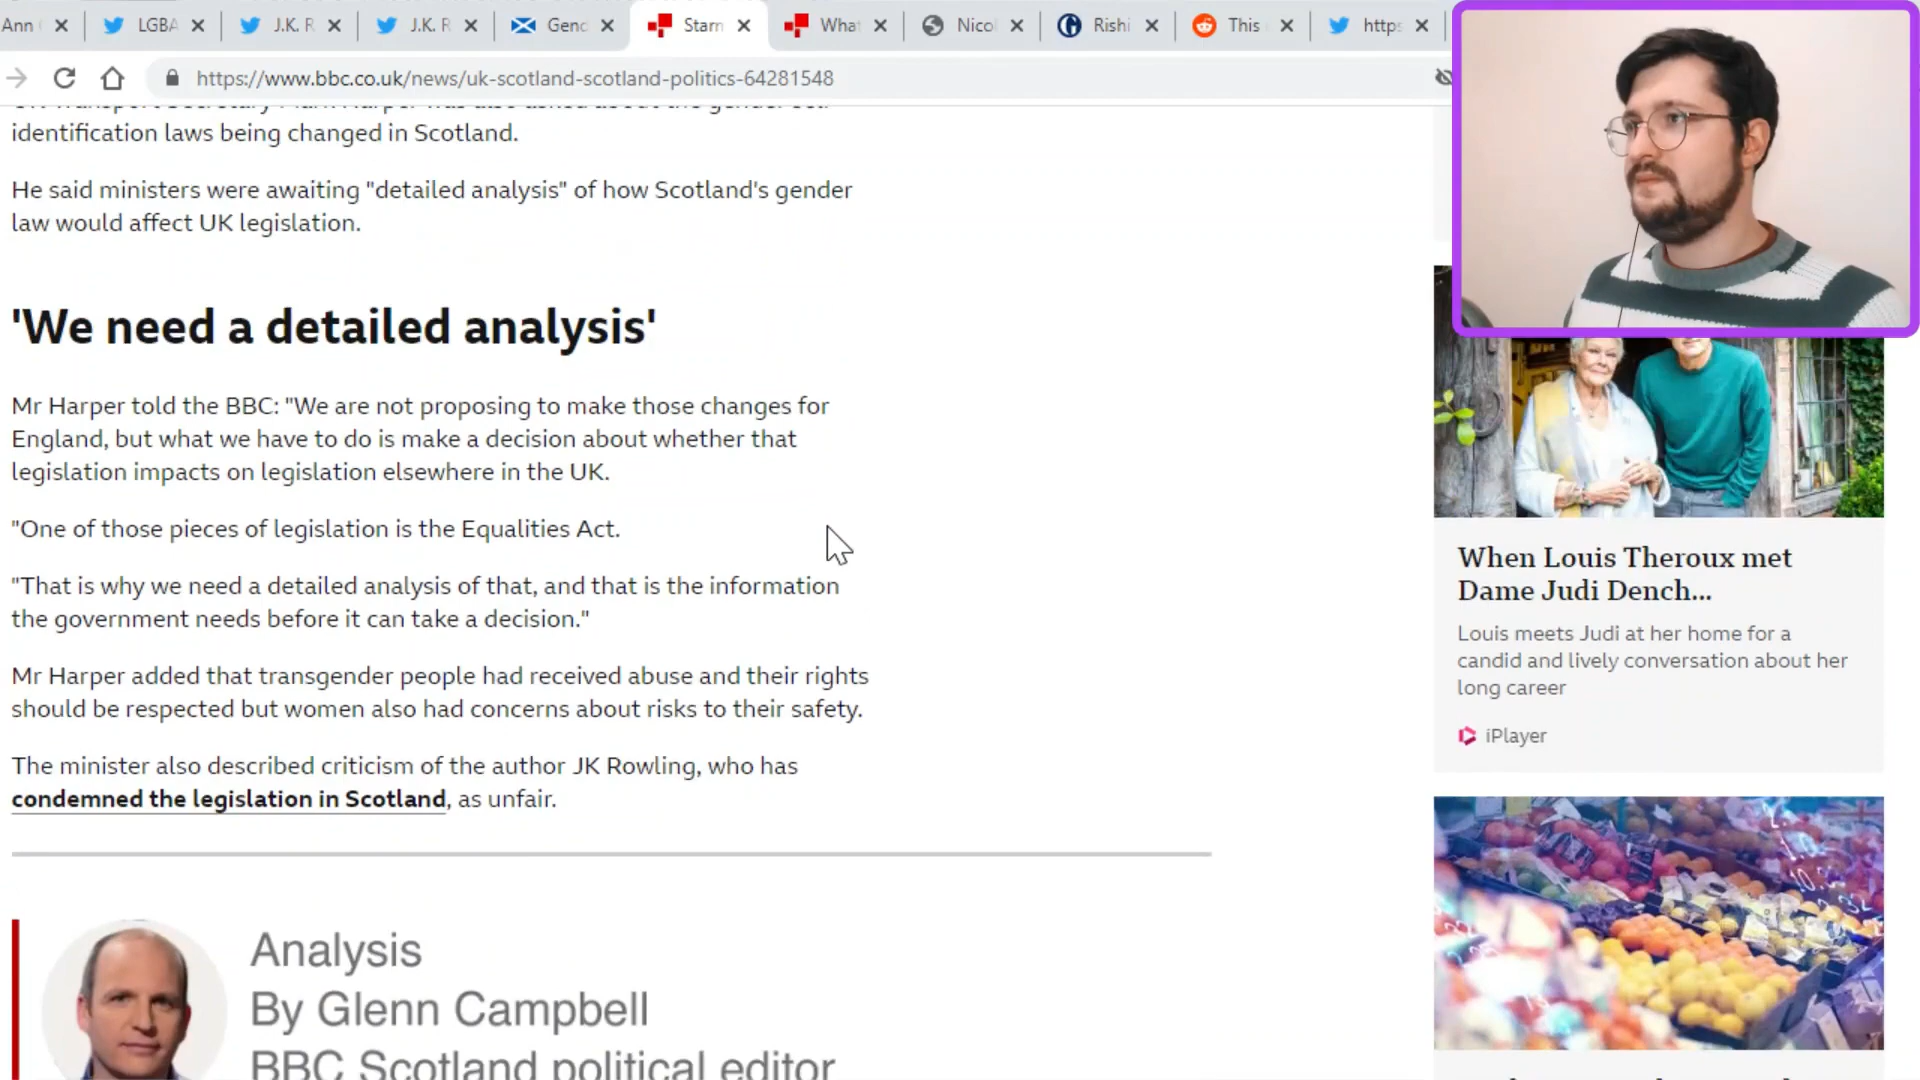 Ann
LGBA
J.K. R
J.K. R
Gend
Starn
What
Nicol
Rishi
This
https
https://www.bbc.co.uk/news/uk-scotland-scotland-politics-64281548
identification laws being changed in Scotland.
He said ministers were awaiting "detailed analysis" of how Scotland's gender
law would affect UK legislation.
'We need a detailed analysis'
Mr Harper told the BBC: "We are not proposing to make those changes for
England, but what we have to do is make a decision about whether that
legislation impacts on legislation elsewhere in the UK.
"One of those pieces of legislation is the Equalities Act.
"That is why we need a detailed analysis of that, and that is the information
the government needs before it can take a decision."
Mr Harper added that transgender people had received abuse and their rights
should be respected but women also had concerns about risks to their safety.
The minister also described criticism of the author JK Rowling, who has
condemned the legislation in Scotland, as unfair.
Analysis
By Glenn Campbell
BBC Scotland political editor
When Louis Theroux met
Dame Judi Dench...
Louis meets Judi at her home for a
candid and lively conversation about her
long career
iPlayer